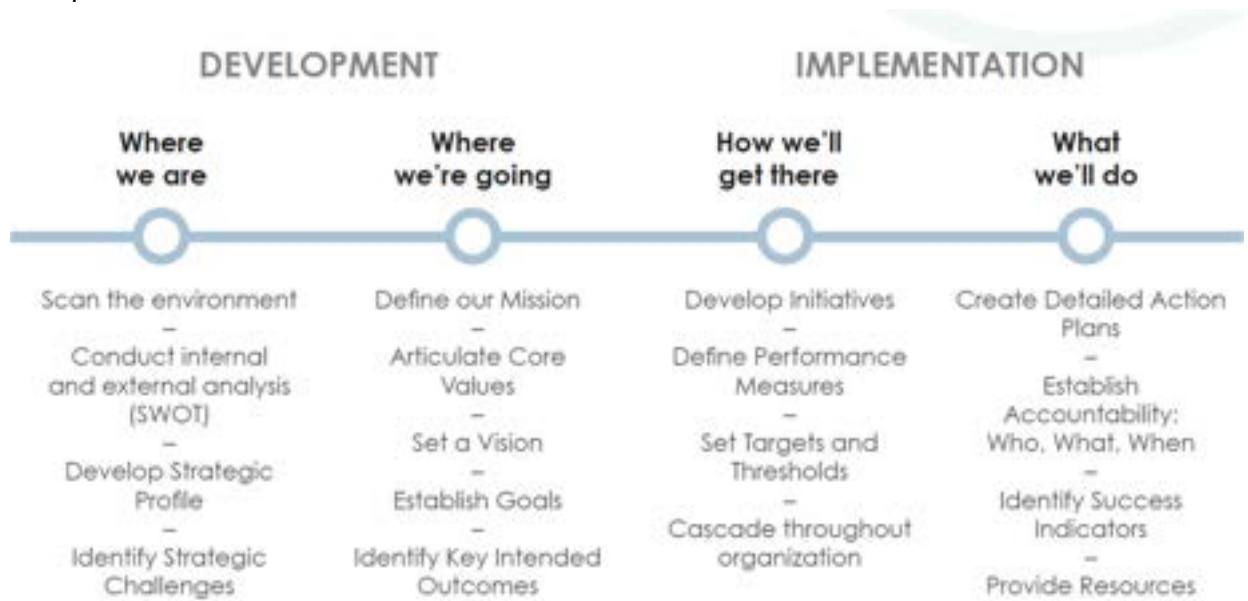 DEVELOPMENT
IMPLEMENTATION
Where
we are
Scan the environment
–
Conduct internal
and external analysis
(SWOT)
–
Develop Strategic
Profile
–
Identify Strategic
Challenges
Where
we're going
Define our Mission
–
Articulate Core
Values
–
Set a Vision
–
Establish Goals
–
Identify Key Intended
Outcomes
How we'll
get there
Develop Initiatives
–
Define Performance
Measures
–
Set Targets and
Thresholds
–
Cascade throughout
organization
What
we'll do
Create Detailed Action
Plans
–
Establish
Accountability:
Who, What, When
–
Identify Success
Indicators
–
Provide Resources